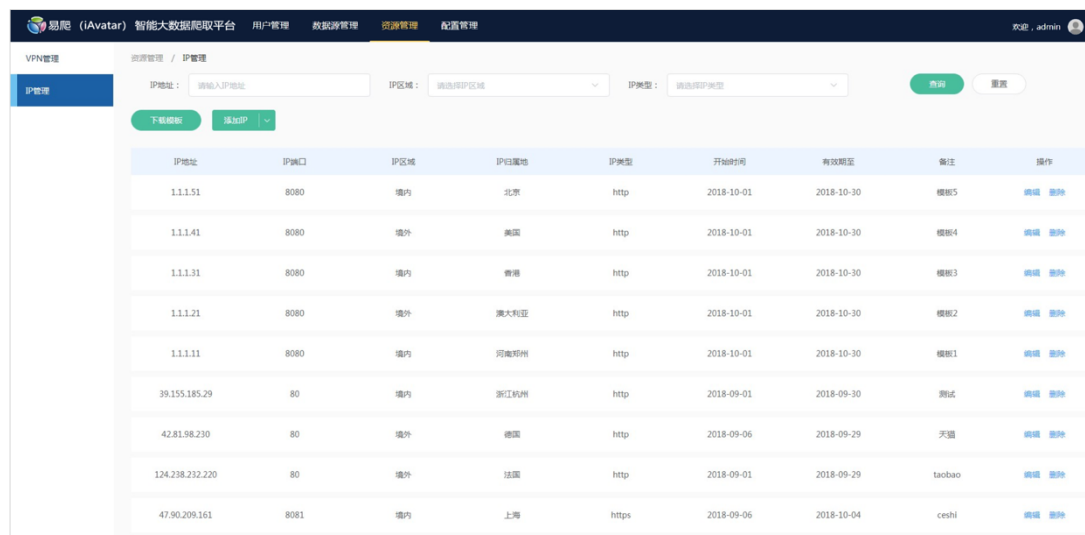 易爬 (iAvatar) 智能大数据爬取平台 用户管理 数据源管理 资源管理 配置管理 欢迎，admin
VPN管理
IP管理
资源管理 / IP管理
IP地址： 请输入IP地址 IP区域： 请选择IP区域 IP类型： 请选择IP类型 查询 重置
下载模板 添加IP
IP地址 IP端口 IP区域 IP归属地 IP类型 开始时间 有效期至 备注 操作
1.1.1.51 8080 境内 北京 http 2018-10-01 2018-10-30 模板5 编辑 删除
1.1.1.41 8080 境外 美国 http 2018-10-01 2018-10-30 模板4 编辑 删除
1.1.1.31 8080 境内 香港 http 2018-10-01 2018-10-30 模板3 编辑 删除
1.1.1.21 8080 境外 澳大利亚 http 2018-10-01 2018-10-30 模板2 编辑 删除
1.1.1.11 8080 境内 河南郑州 http 2018-10-01 2018-10-30 模板1 编辑 删除
39.155.185.29 80 境内 浙江杭州 http 2018-09-01 2018-09-30 测试 编辑 删除
42.81.98.230 80 境外 德国 http 2018-09-06 2018-09-29 天猫 编辑 删除
124.238.232.220 80 境外 法国 http 2018-09-01 2018-09-29 taobao 编辑 删除
47.90.209.161 8081 境内 上海 https 2018-09-06 2018-10-04 ceshi 编辑 删除